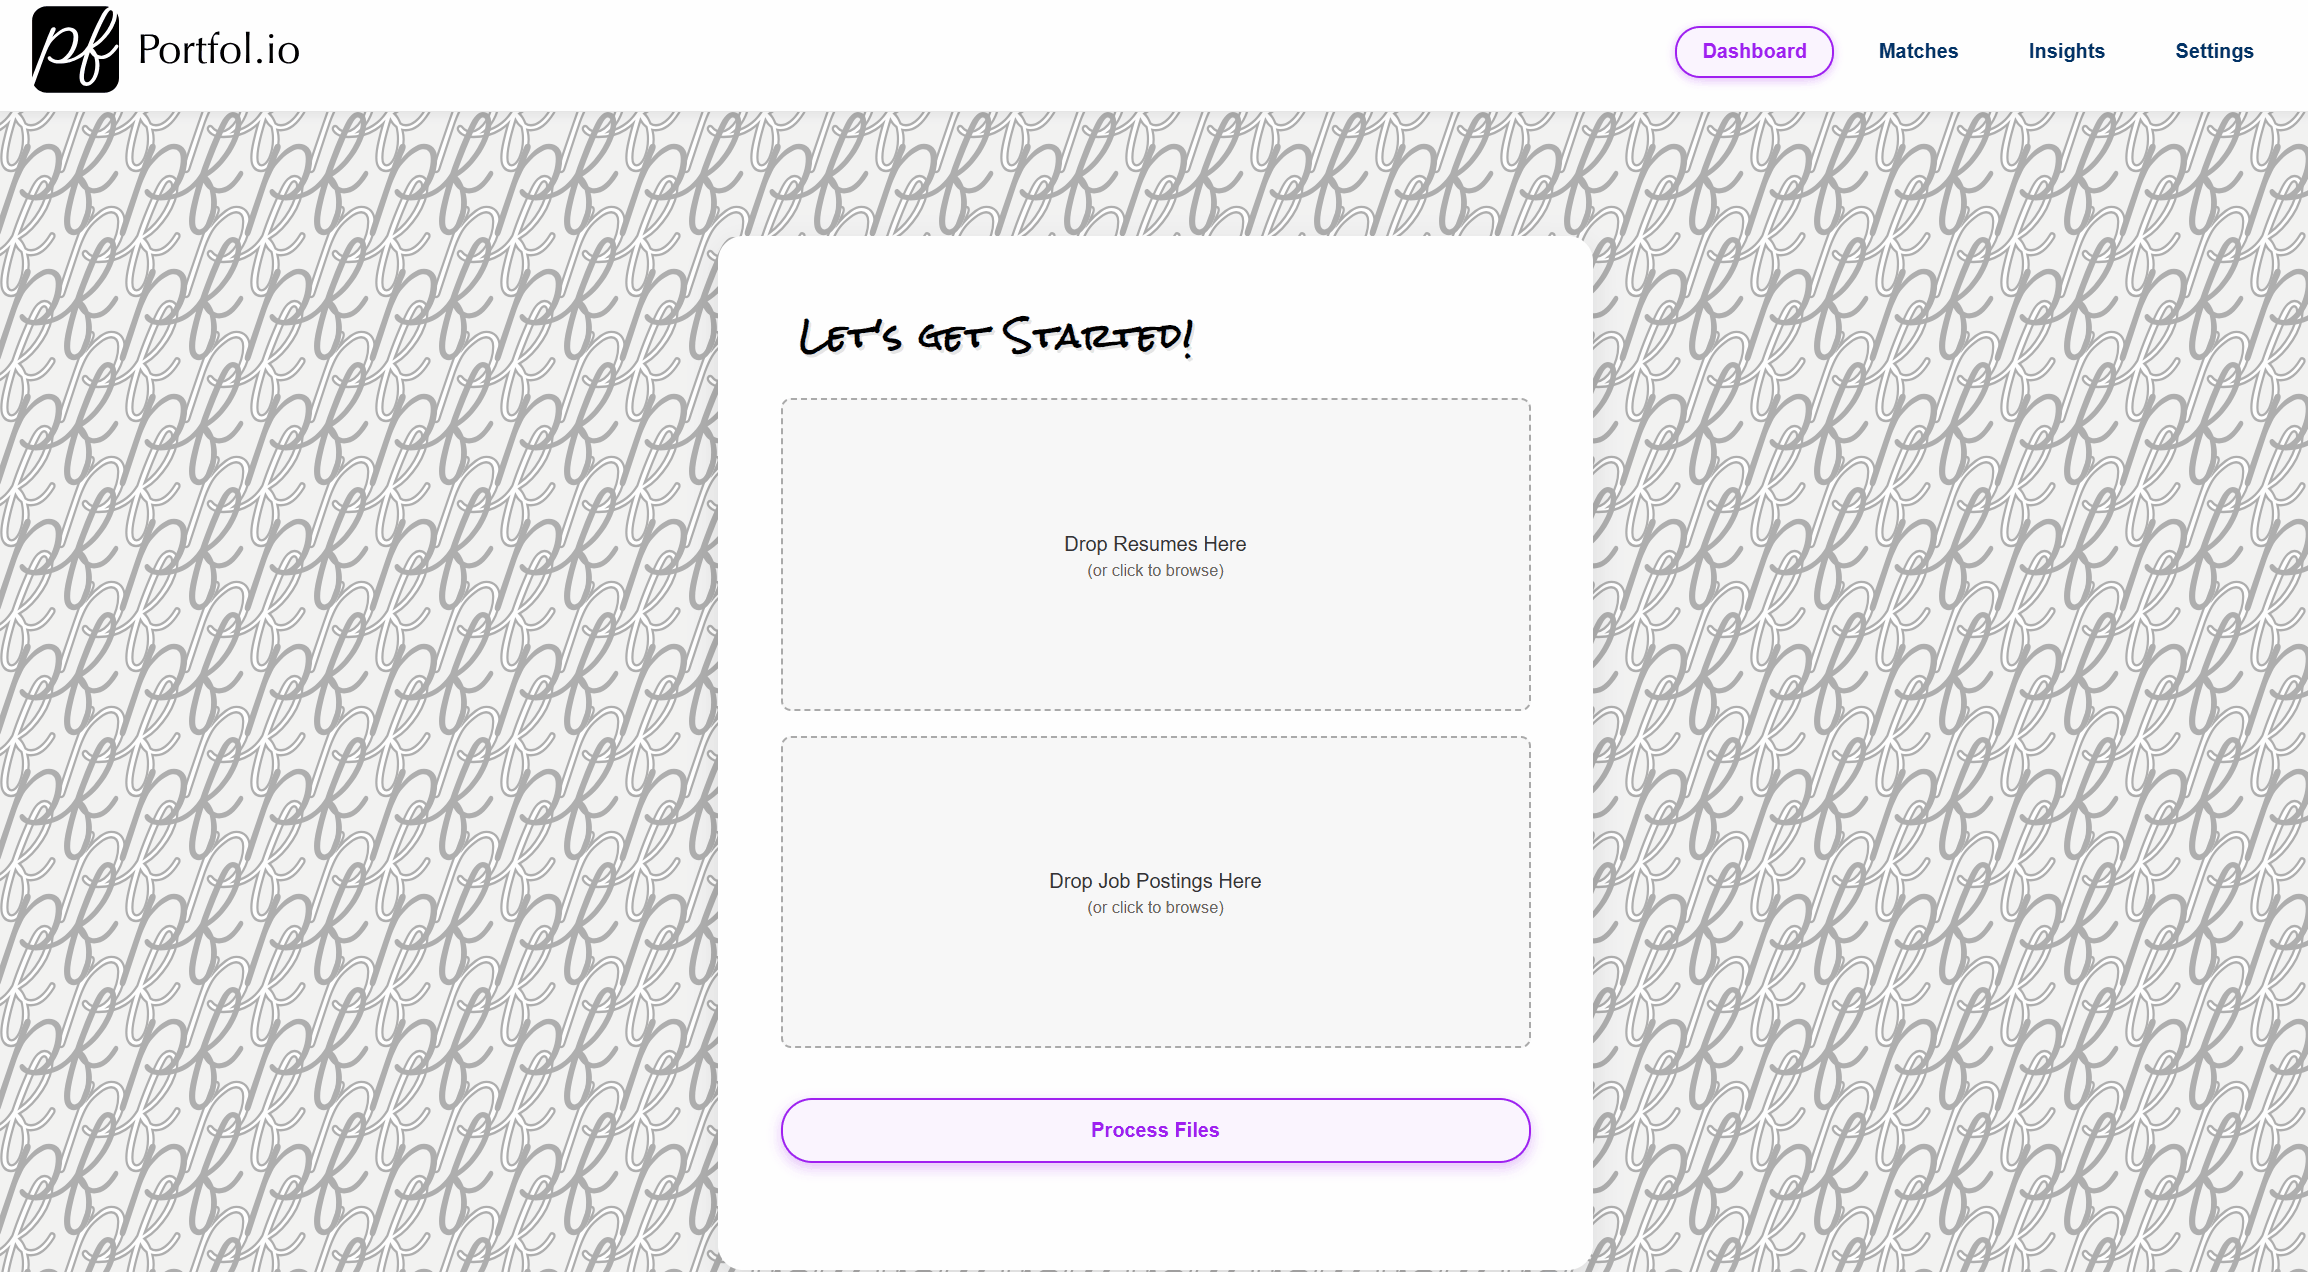 pf Portfol.io
Dashboard Matches Insights Settings
Let's get Started!
Drop Resumes Here
(or click to browse)
Drop Job Postings Here
(or click to browse)
Process Files